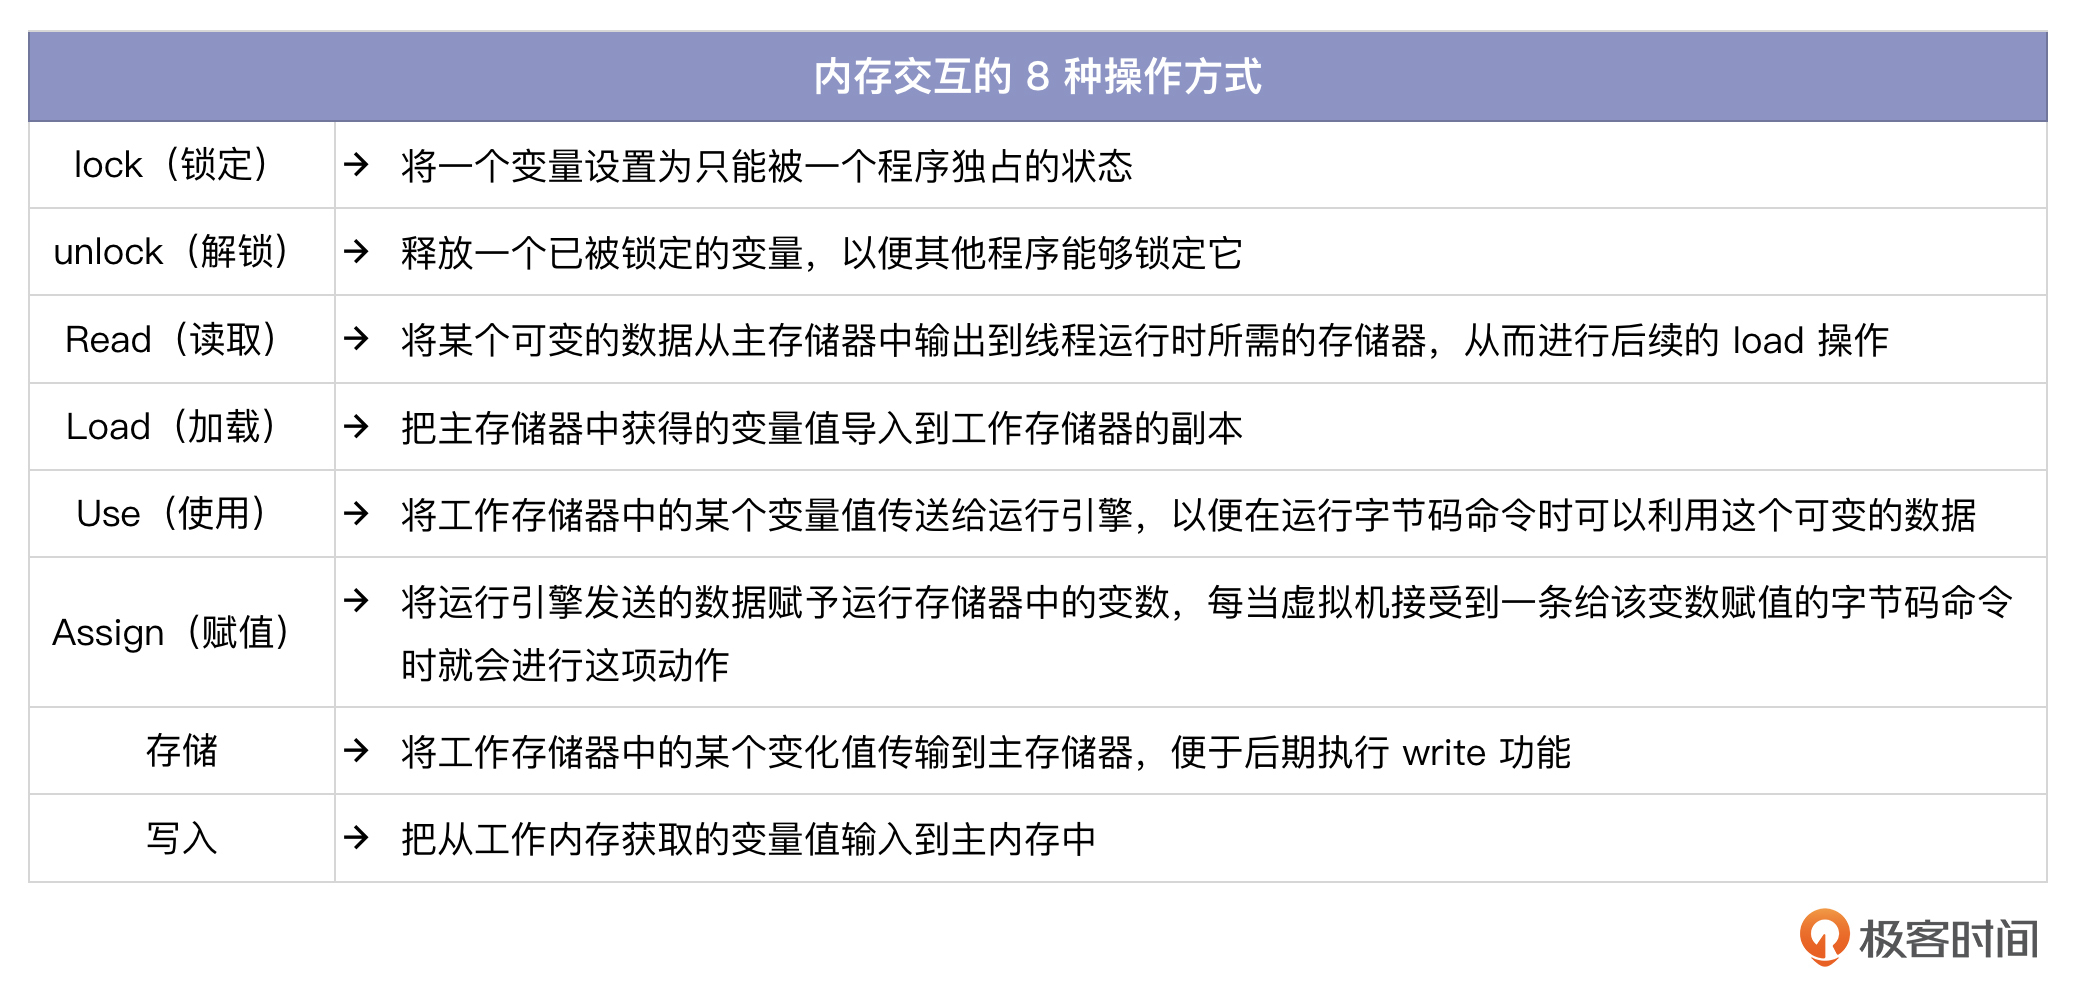 内存交互的 8 种操作方式
lock（锁定） → 将一个变量设置为只能被一个程序独占的状态
unlock（解锁） → 释放一个已被锁定的变量，以便其他程序能够锁定它
Read（读取） → 将某个可变的数据从主存储器中输出到线程运行时所需的存储器，从而进行后续的 load 操作
Load（加载） → 把主存储器中获得的变量值导入到工作存储器的副本
Use（使用） → 将工作存储器中的某个变量值传送给运行引擎，以便在运行字节码命令时可以利用这个可变的数据
Assign（赋值） → 将运行引擎发送的数据赋予运行存储器中的变数，每当虚拟机接受到一条给该变数赋值的字节码命令
时就会进行这项动作
存储 → 将工作存储器中的某个变化值传输到主存储器，便于后期执行 write 功能
写入 → 把从工作内存获取的变量值输入到主内存中
极客时间